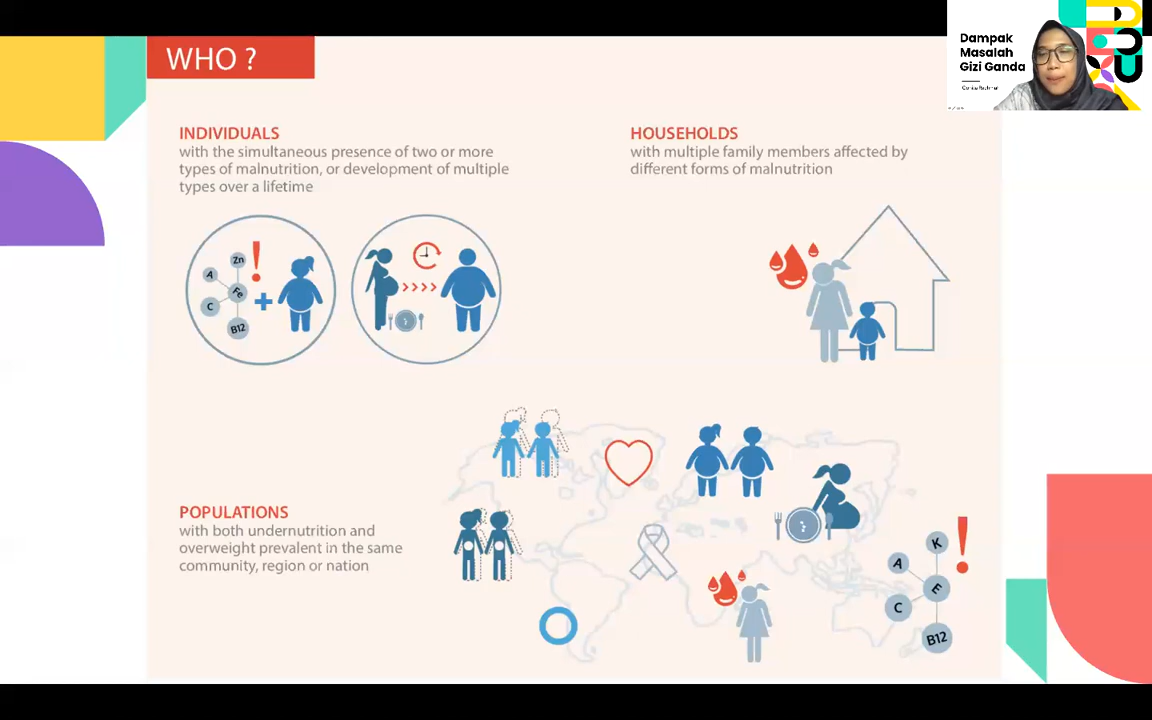 WHO ?
Dampak
Masalah
Gizi Ganda
INDIVIDUALS
with the simultaneous presence of two or more
types of malnutrition, or development of multiple
types over a lifetime
HOUSEHOLDS
with multiple family members affected by
different forms of malnutrition
Zn
A
Fe
C
B12
POPULATIONS
with both undernutrition and
overweight prevalent in the same
community, region or nation
K
A
E
C
B12